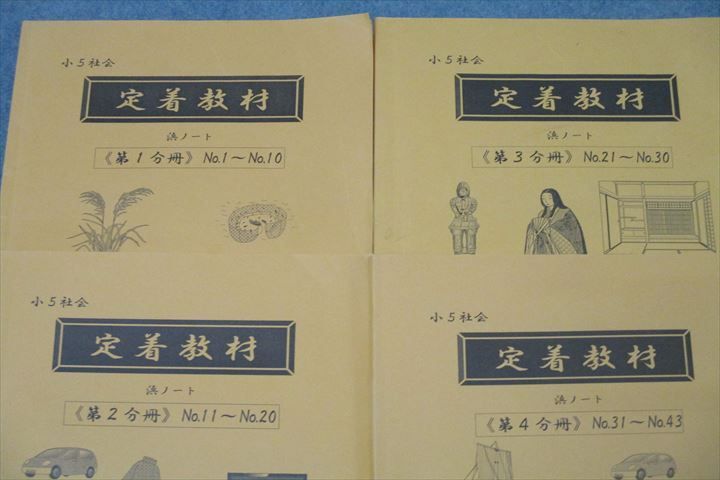 小5社会
定着教材
浜ノート
《第1分冊》 No.1～No.10
小5社会
定着教材
浜ノート
《第3分冊》 No.21～No.30
小5社会
定着教材
浜ノート
《第2分冊》 No.11～No.20
小5社会
定着教材
浜ノート
《第4分冊》 No.31～No.43